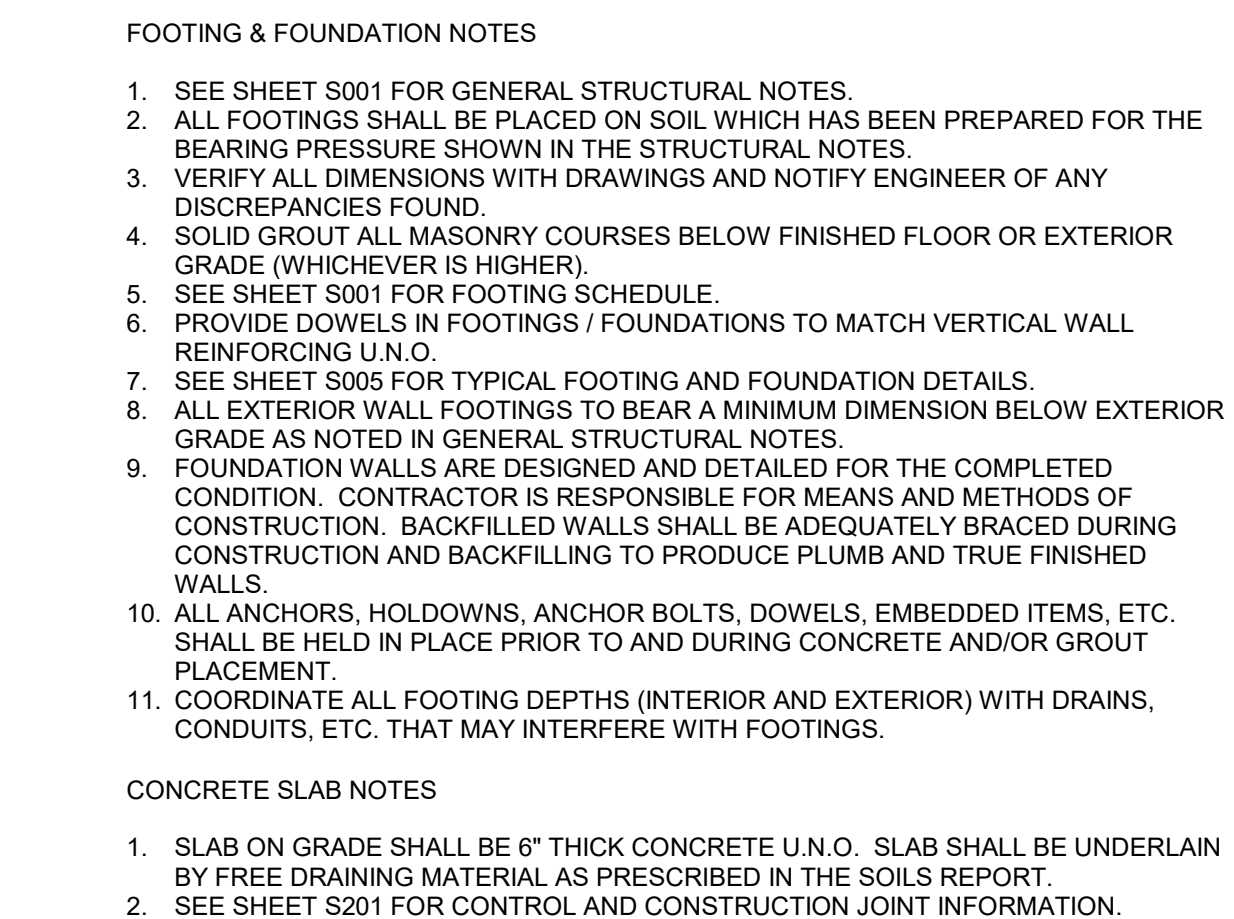 FOOTING & FOUNDATION NOTES
1. SEE SHEET S001 FOR GENERAL STRUCTURAL NOTES.
2. ALL FOOTINGS SHALL BE PLACED ON SOIL WHICH HAS BEEN PREPARED FOR THE
BEARING PRESSURE SHOWN IN THE STRUCTURAL NOTES.
3. VERIFY ALL DIMENSIONS WITH DRAWINGS AND NOTIFY ENGINEER OF ANY
DISCREPANCIES FOUND.
4. SOLID GROUT ALL MASONRY COURSES BELOW FINISHED FLOOR OR EXTERIOR
GRADE (WHICHEVER IS HIGHER).
5. SEE SHEET S001 FOR FOOTING SCHEDULE.
6. PROVIDE DOWELS IN FOOTINGS / FOUNDATIONS TO MATCH VERTICAL WALL
REINFORCING U.N.O.
7. SEE SHEET S005 FOR TYPICAL FOOTING AND FOUNDATION DETAILS.
8. ALL EXTERIOR WALL FOOTINGS TO BEAR A MINIMUM DIMENSION BELOW EXTERIOR
GRADE AS NOTED IN GENERAL STRUCTURAL NOTES.
9. FOUNDATION WALLS ARE DESIGNED AND DETAILED FOR THE COMPLETED
CONDITION. CONTRACTOR IS RESPONSIBLE FOR MEANS AND METHODS OF
CONSTRUCTION. BACKFILLED WALLS SHALL BE ADEQUATELY BRACED DURING
CONSTRUCTION AND BACKFILLING TO PRODUCE PLUMB AND TRUE FINISHED
WALLS.
10. ALL ANCHORS, HOLDOWNS, ANCHOR BOLTS, DOWELS, EMBEDDED ITEMS, ETC.
SHALL BE HELD IN PLACE PRIOR TO AND DURING CONCRETE AND/OR GROUT
PLACEMENT.
11. COORDINATE ALL FOOTING DEPTHS (INTERIOR AND EXTERIOR) WITH DRAINS,
CONDUITS, ETC. THAT MAY INTERFERE WITH FOOTINGS.
CONCRETE SLAB NOTES
1. SLAB ON GRADE SHALL BE 6" THICK CONCRETE U.N.O. SLAB SHALL BE UNDERLAIN
BY FREE DRAINING MATERIAL AS PRESCRIBED IN THE SOILS REPORT.
2. SEE SHEET S201 FOR CONTROL AND CONSTRUCTION JOINT INFORMATION.